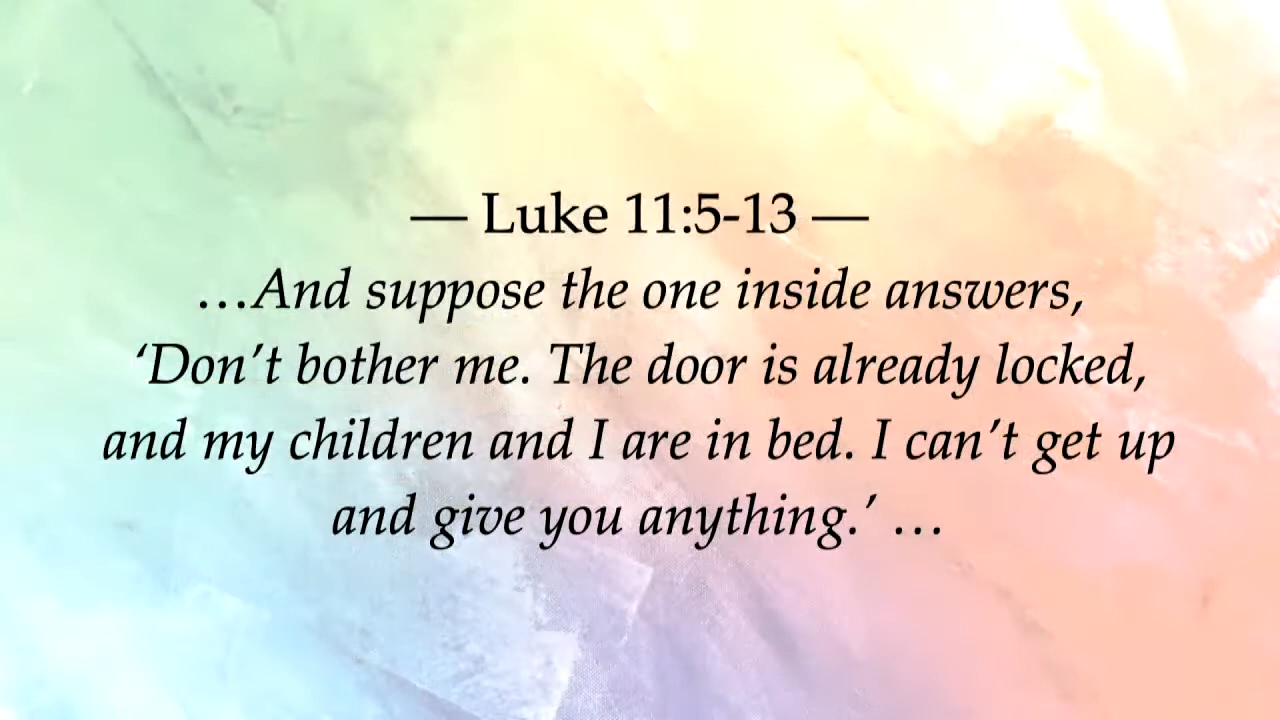 — Luke 11:5-13 —
…And suppose the one inside answers,
‘Don’t bother me. The door is already locked,
and my children and I are in bed. I can’t get up
and give you anything.’ …